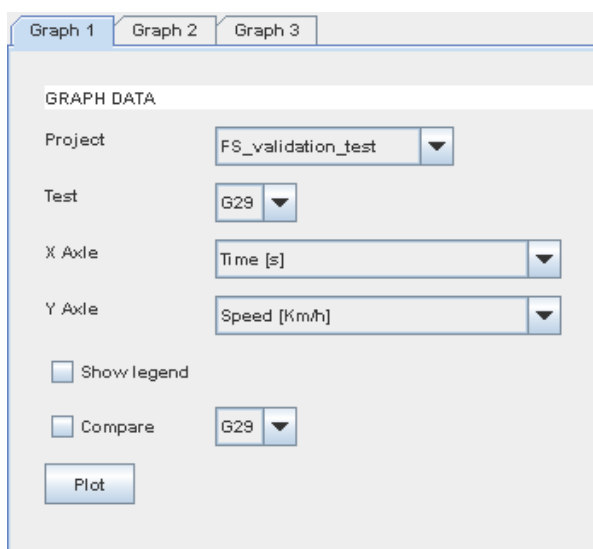 Graph 1 Graph 2 Graph 3
GRAPH DATA
Project FS_validation_test
Test G29
X Axle Time [s]
Y Axle Speed [Km/h]
Show legend
Compare G29
Plot